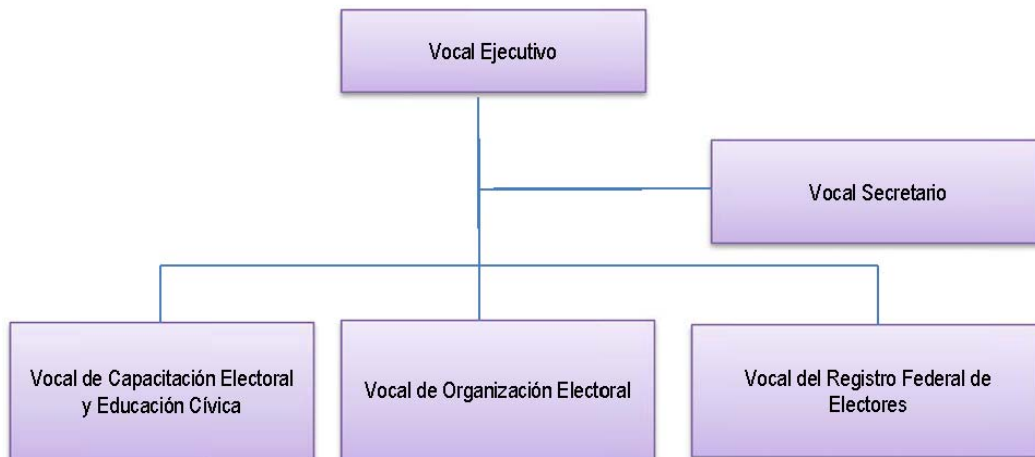 Vocal Ejecutivo
Vocal Secretario
Vocal de Capacitación Electoral
y Educación Cívica
Vocal de Organización Electoral
Vocal del Registro Federal de
Electores